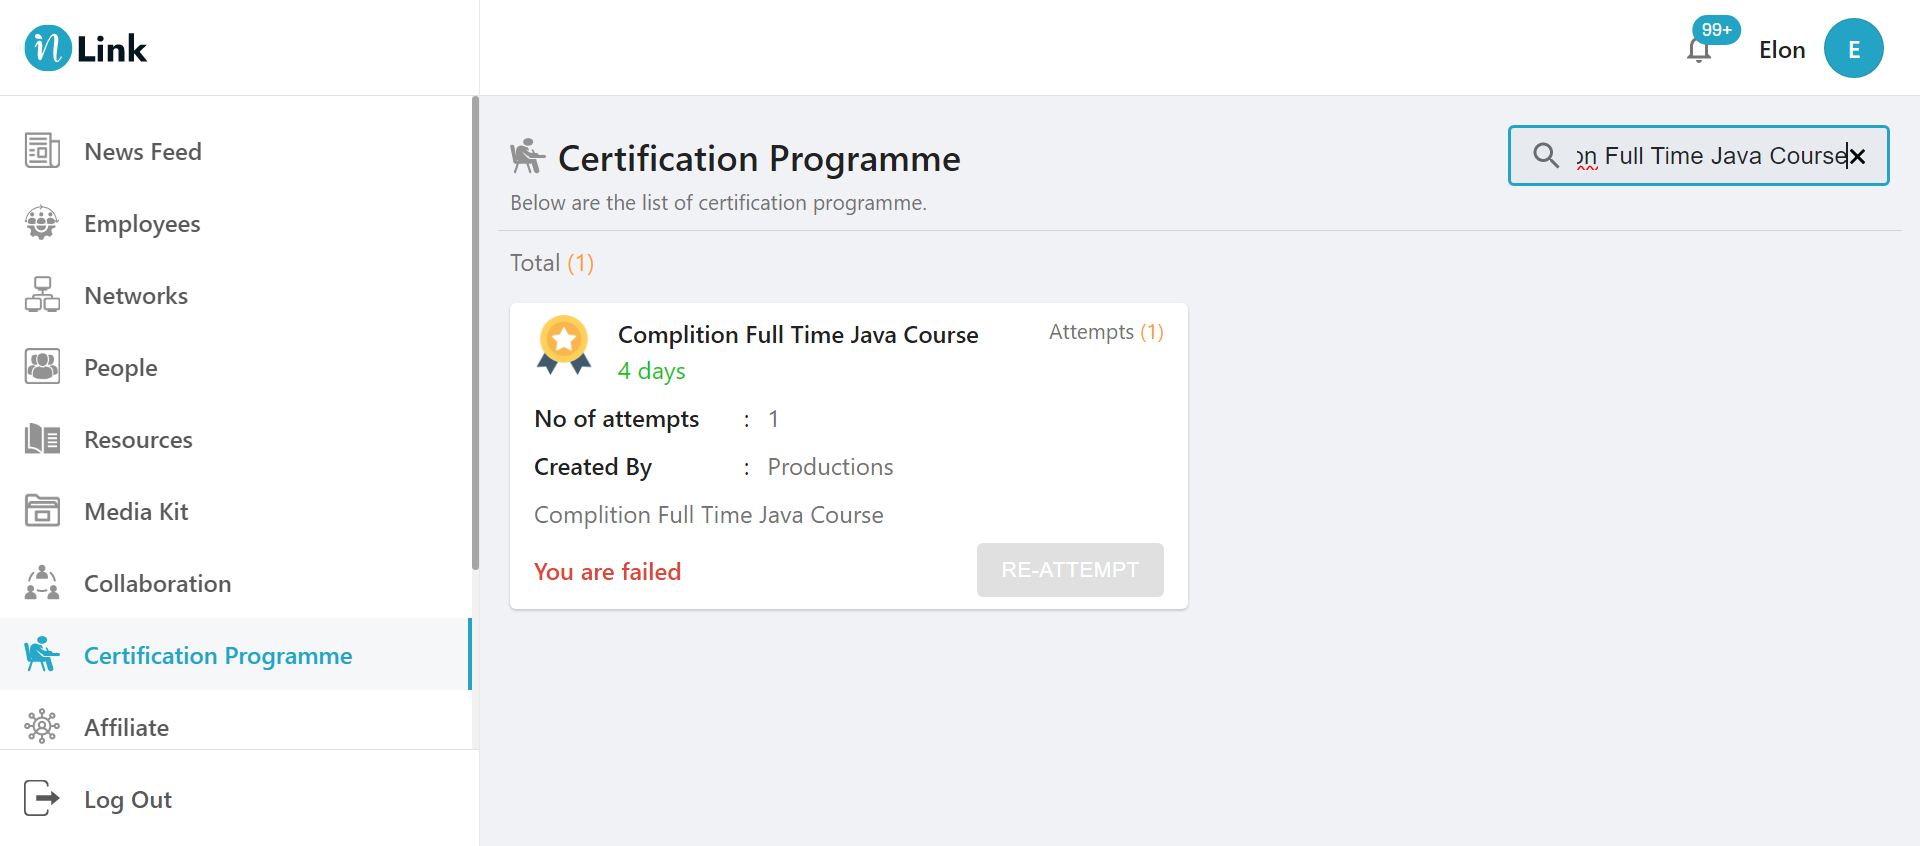 n Link
99+
Elon
E
News Feed
Employees
Networks
People
Resources
Media Kit
Collaboration
Certification Programme
Affiliate
Log Out
Certification Programme
on Full Time Java Course
Below are the list of certification programme.
Total (1)
Complition Full Time Java Course
Attempts (1)
4 days
No of attempts : 1
Created By : Productions
Complition Full Time Java Course
You are failed
RE-ATTEMPT